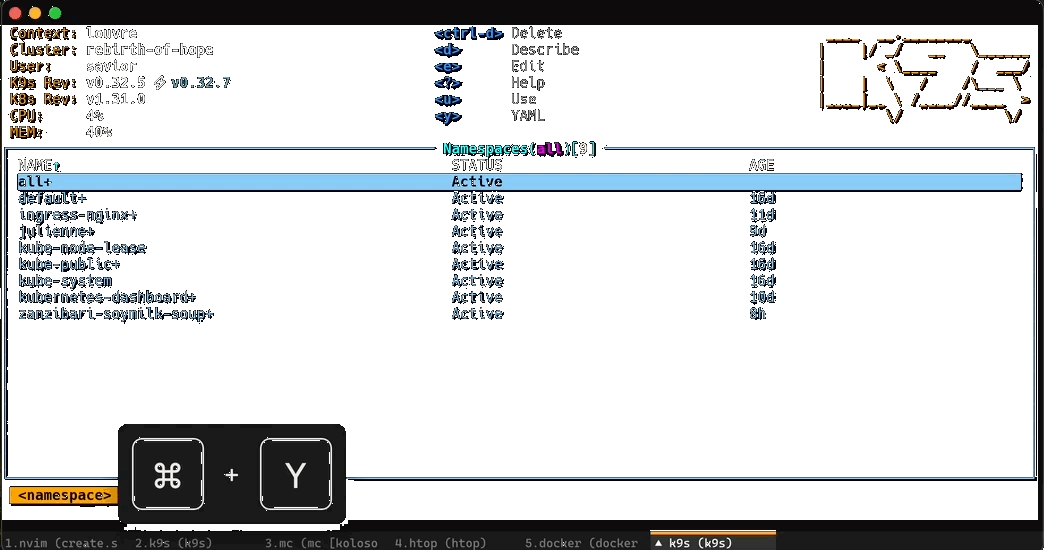 Context: louvre
Cluster: rebirth-of-hope
User: savior
K9s Rev: v0.32.5 ⚡v0.32.7
K8s Rev: v1.31.0
CPU: 4%
MEM: 40%
<ctrl-d> Delete
<d> Describe
<e> Edit
<?> Help
<u> Use
<y> YAML
K9s
Namespaces(all)[9]
NAME↑ STATUS AGE
all+ Active
default+ Active 16d
ingress-nginx+ Active 11d
julienne+ Active
kube-node-lease Active 16d
kube-public+ Active 16d
kube-system Active 16d
kubernetes-dashboard+ Active 16d
zanzibari-soymilk-soup+ Active
<namespace>
⌘ + Y
1.nvim (create.s 2.k9s (k9s) 3.mc (mc [koloso 4.htop (htop) 5.docker (docker ▲ k9s (k9s)